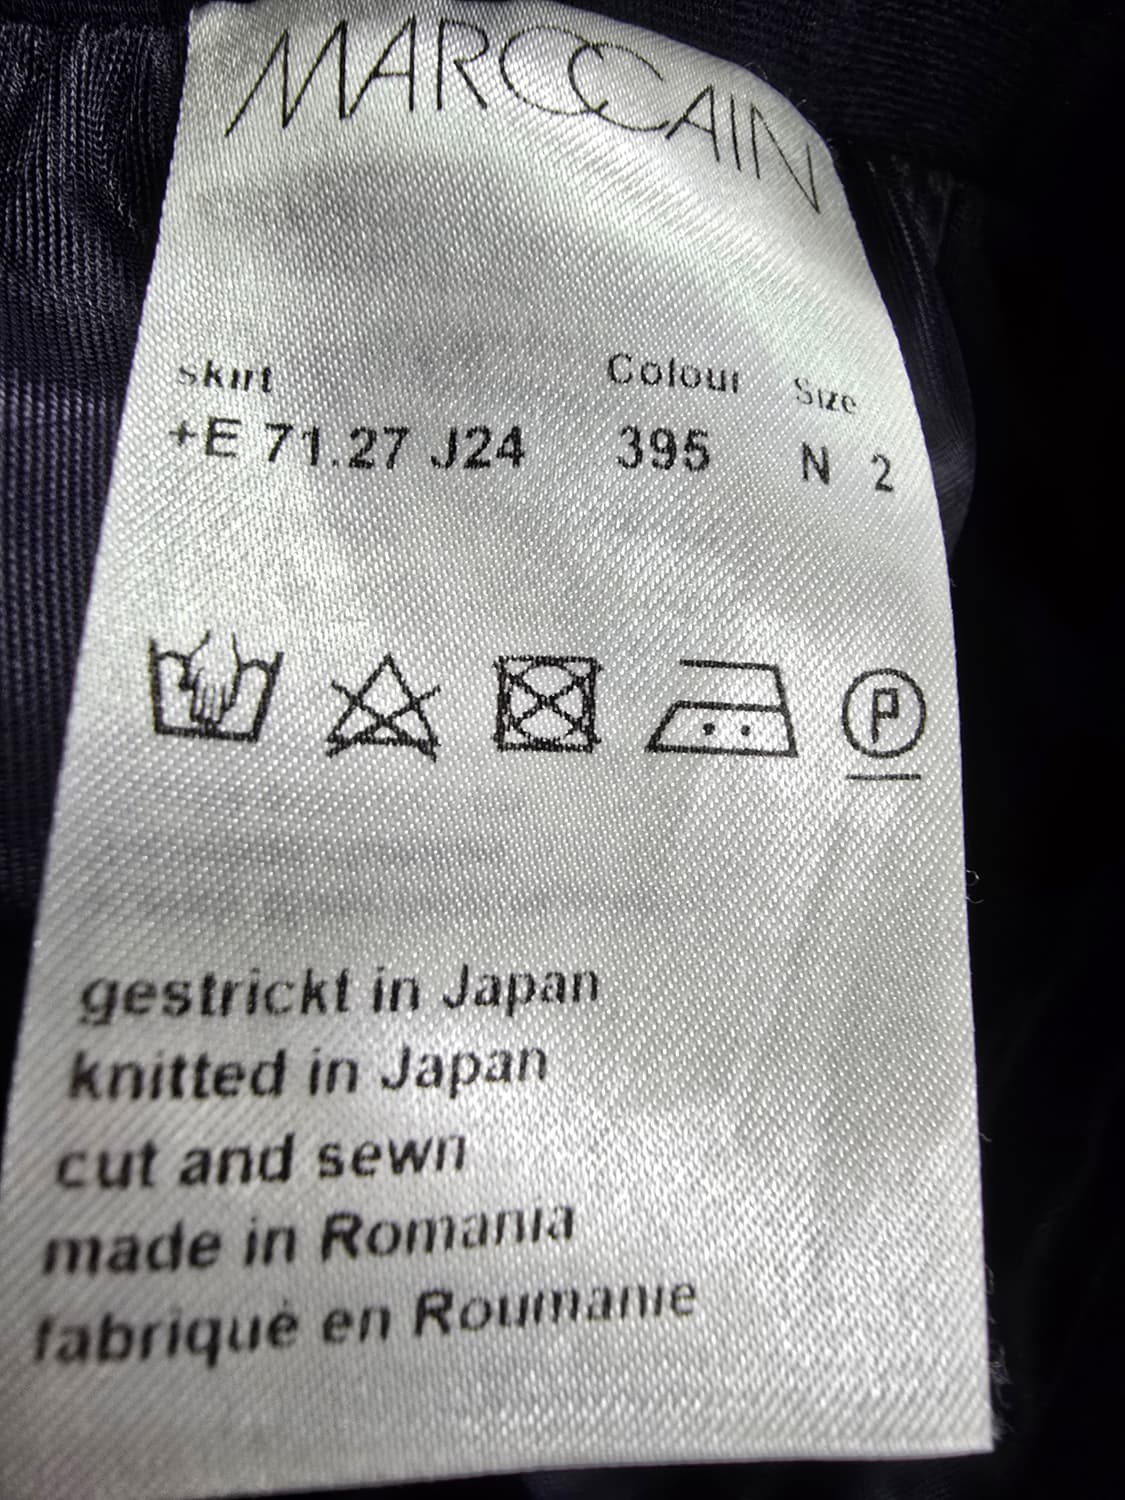 MARCCAIN
skirt Colour Size
+E 71.27 J24 395 N 2
P
gestrickt in Japan
knitted in Japan
cut and sewn
made in Romania
fabriqué en Roumanie